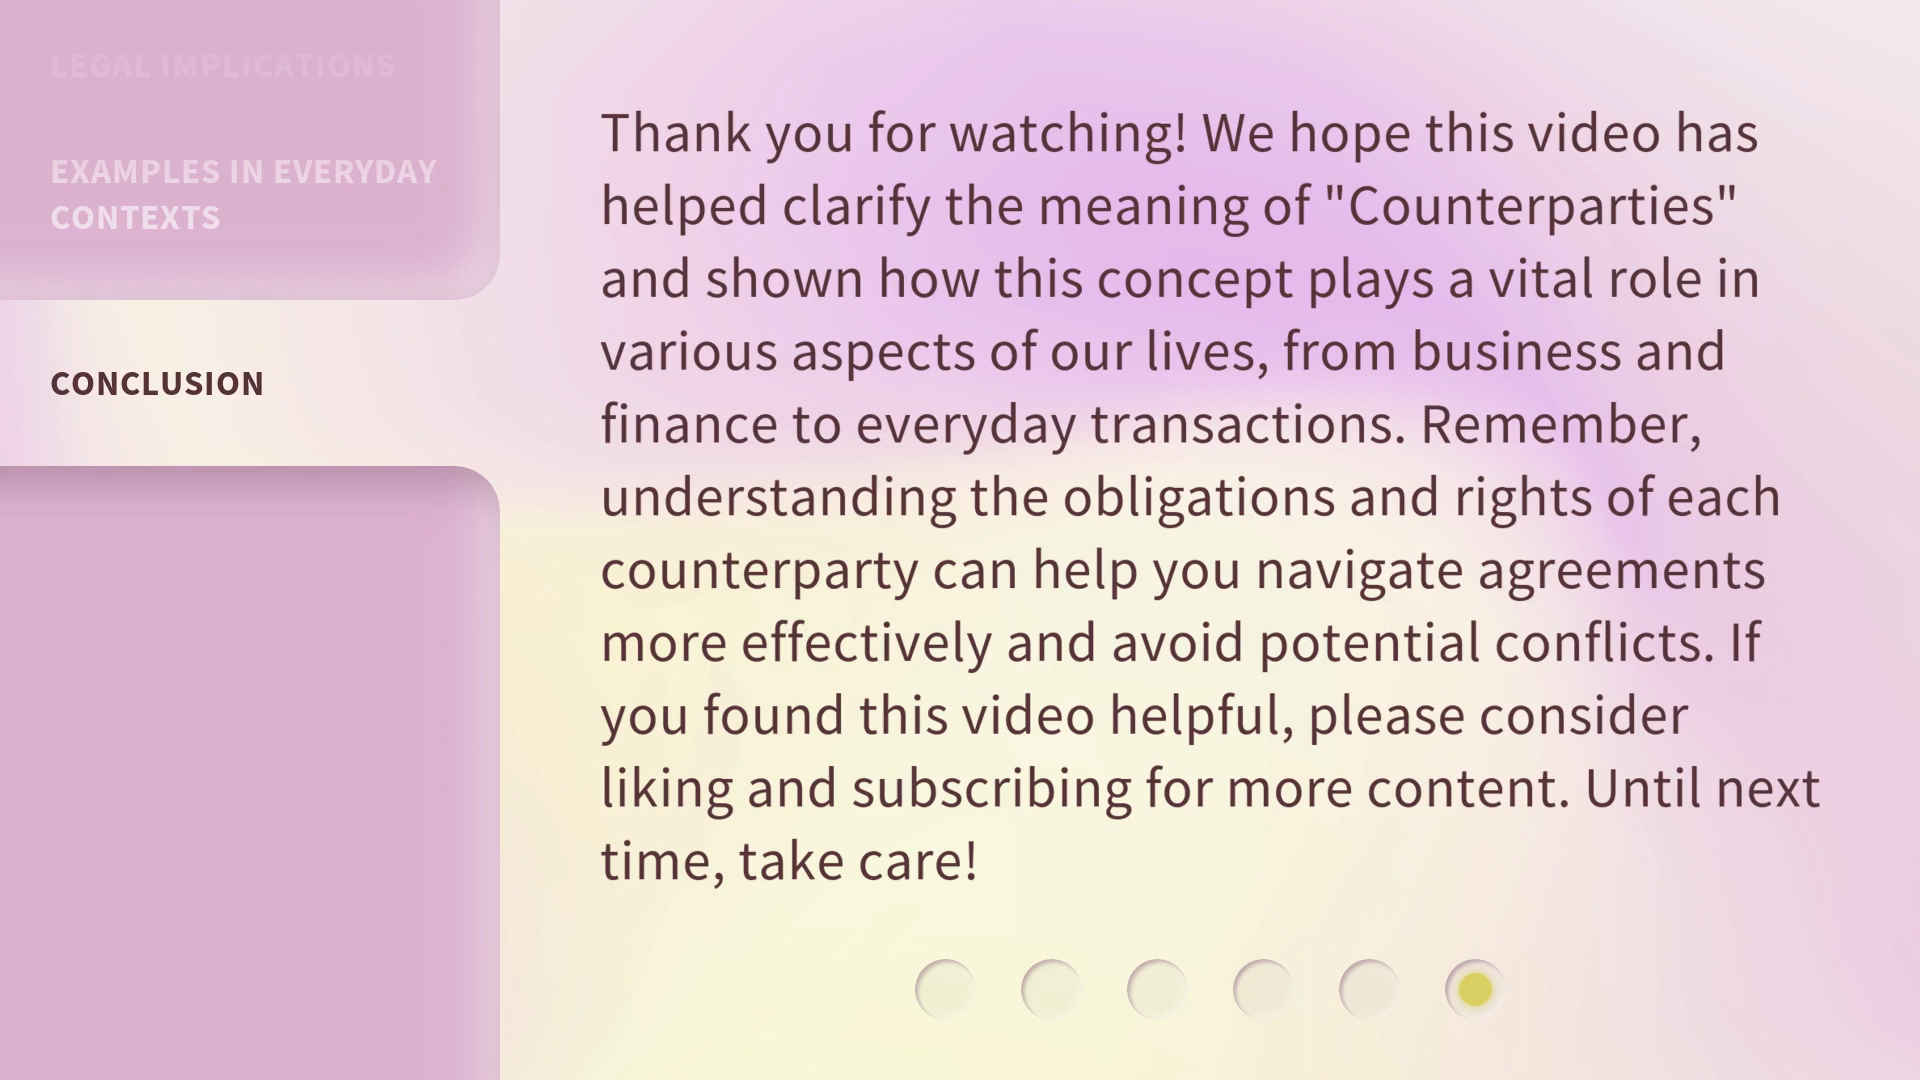 LEGAL IMPLICATIONS
EXAMPLES IN EVERYDAY
CONTEXTS
CONCLUSION
Thank you for watching! We hope this video has
helped clarify the meaning of "Counterparties"
and shown how this concept plays a vital role in
various aspects of our lives, from business and
finance to everyday transactions. Remember,
understanding the obligations and rights of each
counterparty can help you navigate agreements
more effectively and avoid potential conflicts. If
you found this video helpful, please consider
liking and subscribing for more content. Until next
time, take care!